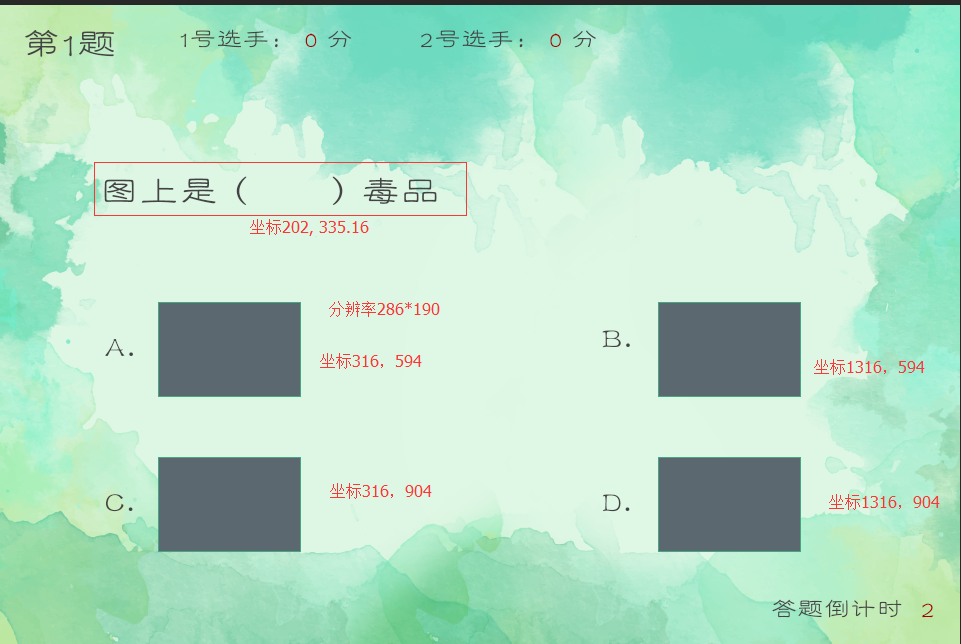 第1题
1号选手： 0 分
2号选手： 0 分
图上是（　　）毒品
坐标202, 335.16
分辨率286*190
A.
坐标316，594
B.
坐标1316，594
C.
坐标316，904
D.
坐标1316，904
答题倒计时 2